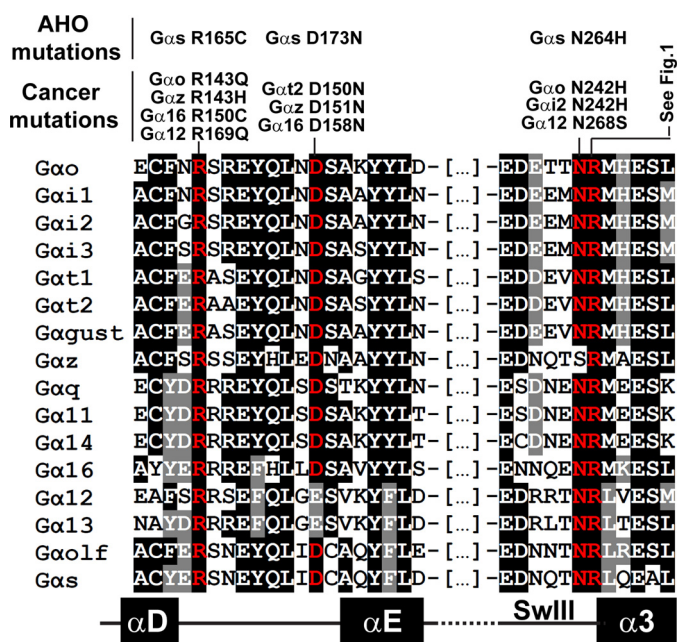 AHO mutations
Gαs R165C Gαs D173N Gαs N264H
Cancer mutations
Gαo R143Q
Gαz R143H
Gα16 R150C
Gα12 R169Q
Gαt2 D150N
Gαz D151N
Gα16 D158N
Gαo N242H
Gαi2 N242H
Gα12 N268S
See Fig.1
Gαo ECFNRSREYQLNDSAKYYLD-[...]-EDETTNRMHESL
Gαi1 ACFNRSREYQLNDSAAYYLN-[...]-EDEEMNRMHESM
Gαi2 ACFGRSREYQLNDSAAYYLN-[...]-EDEEMNRMHESM
Gαi3 ACFSRSREYQLNDSASYYLN-[...]-EDEEMNRMHESM
Gαt1 ACFERASEYQLNDSAGYYLS-[...]-EDDEVNRMHESL
Gαt2 ACFERAAEYQLNDSASYYLN-[...]-EDDEVNRMHESL
Gαgust ACFERASEYQLNDSAAYYLN-[...]-EDEEVNRMHESL
Gαz ACFSRSSEYHLEDNAAYYLN-[...]-EDNQTSRMAESL
Gαq ECYDRRREYQLSDSTKYYLN-[...]-ESDNENRMEESK
Gα11 ECYDRRREYQLSDSAKYYLT-[...]-ESDNENRMEESK
Gα14 ECYDRRREYQLSDSAKYYLT-[...]-ECDNENRMEESK
Gα16 AYYERRREFHLLDSAVYYLS-[...]-ENNQENRMKESL
Gα12 EAFSRRSEFQLGESVKYFLD-[...]-EDRRTNRLVESM
Gα13 NAYDRRREFQLGESVKYFLD-[...]-EDRLTNRLTESL
Gαolf ACFERSNEYQLIDCAQYFLE-[...]-EDNNTNRLRESL
Gαs ACYERSNEYQLIDCAQYFLD-[...]-EDNQTNRLQEAL
αD αE SwIII α3